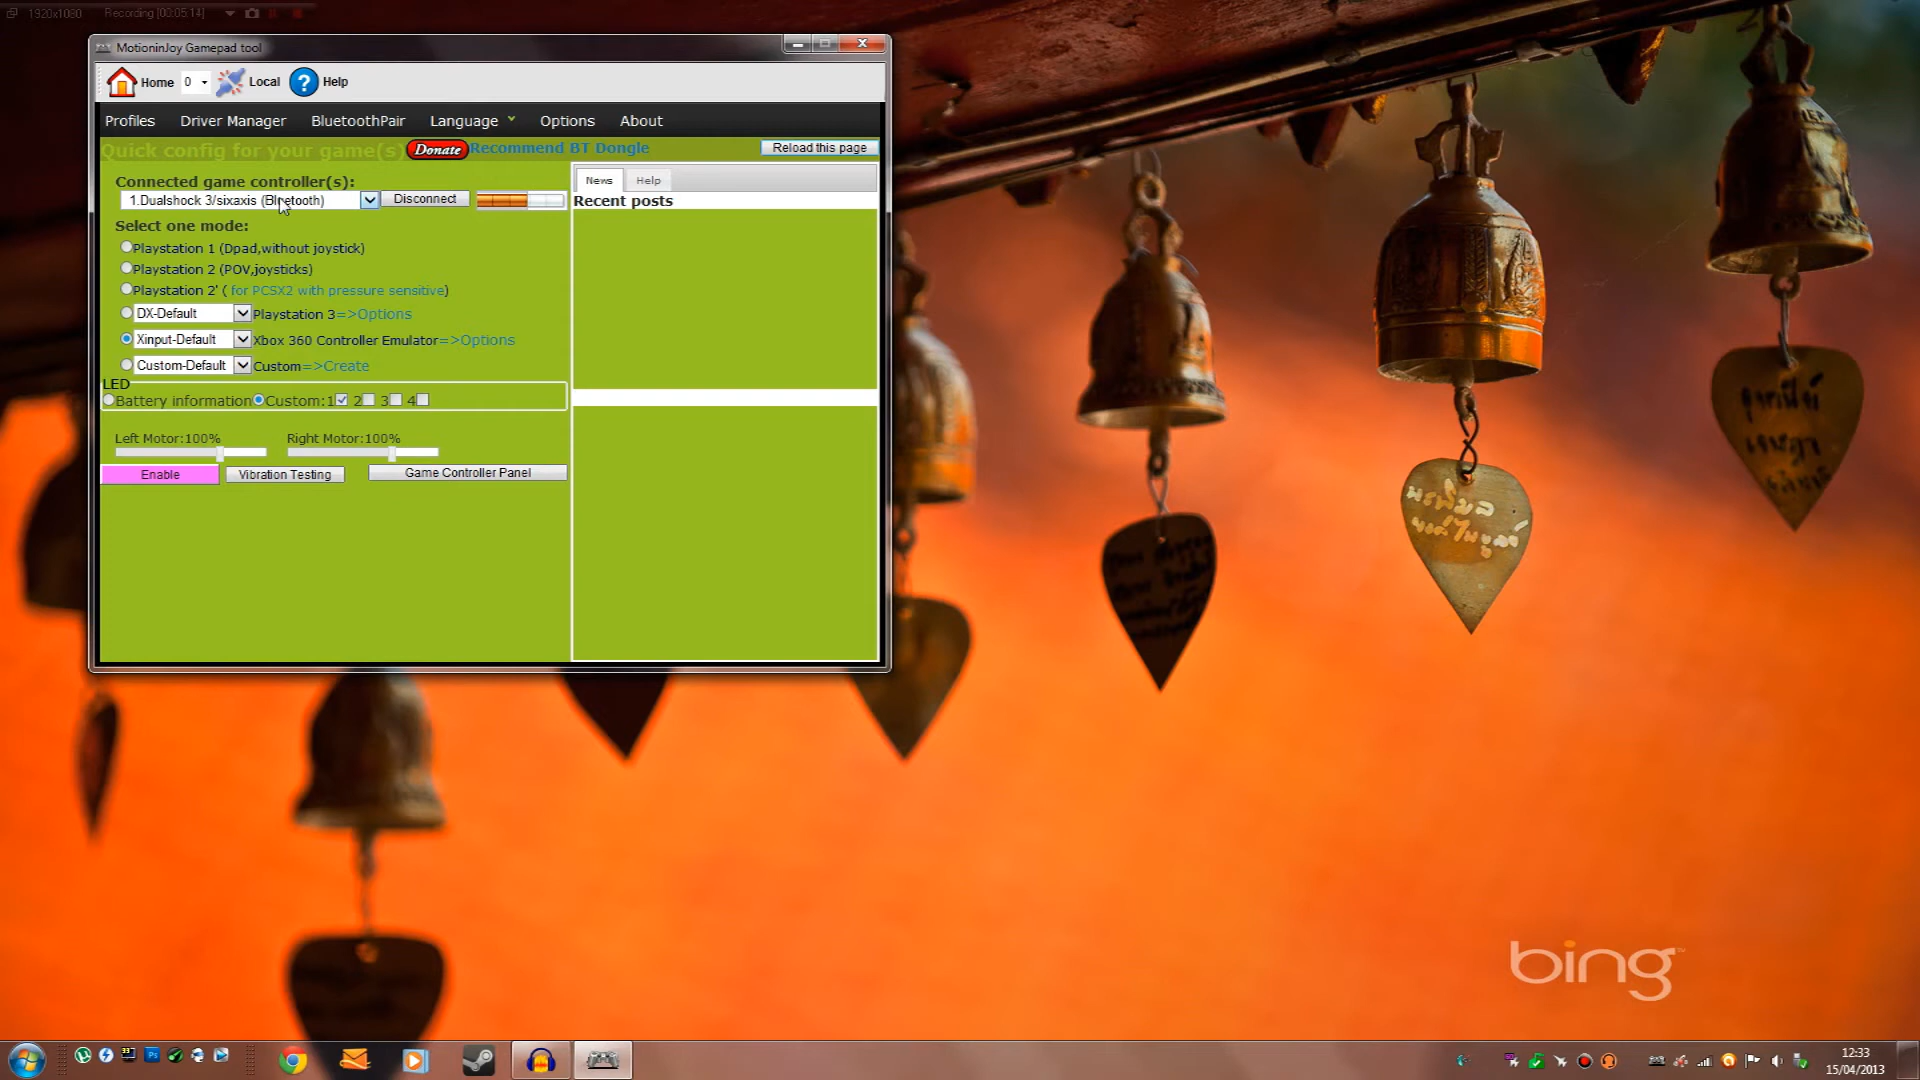 1920x1080 Recording [00:05:14]
MotioninJoy Gamepad tool
Home 0 Local ? Help
Profiles Driver Manager BluetoothPair Language Options About
Quick config for your game(s) Donate Recommend BT Dongle Reload this page
Connected game controller(s):
1.Dualshock 3/sixaxis (Bluetooth) Disconnect
Select one mode:
Playstation 1 (Dpad,without joystick)
Playstation 2 (POV,joysticks)
Playstation 2' ( for PCSX2 with pressure sensitive)
DX-Default Playstation 3=>Options
Xinput-Default Xbox 360 Controller Emulator=>Options
Custom-Default Custom=>Create
LED
Battery information Custom:1 2 3 4
Left Motor:100% Right Motor:100%
Enable Vibration Testing Game Controller Panel
News Help
Recent posts
bing
12:33
15/04/2013